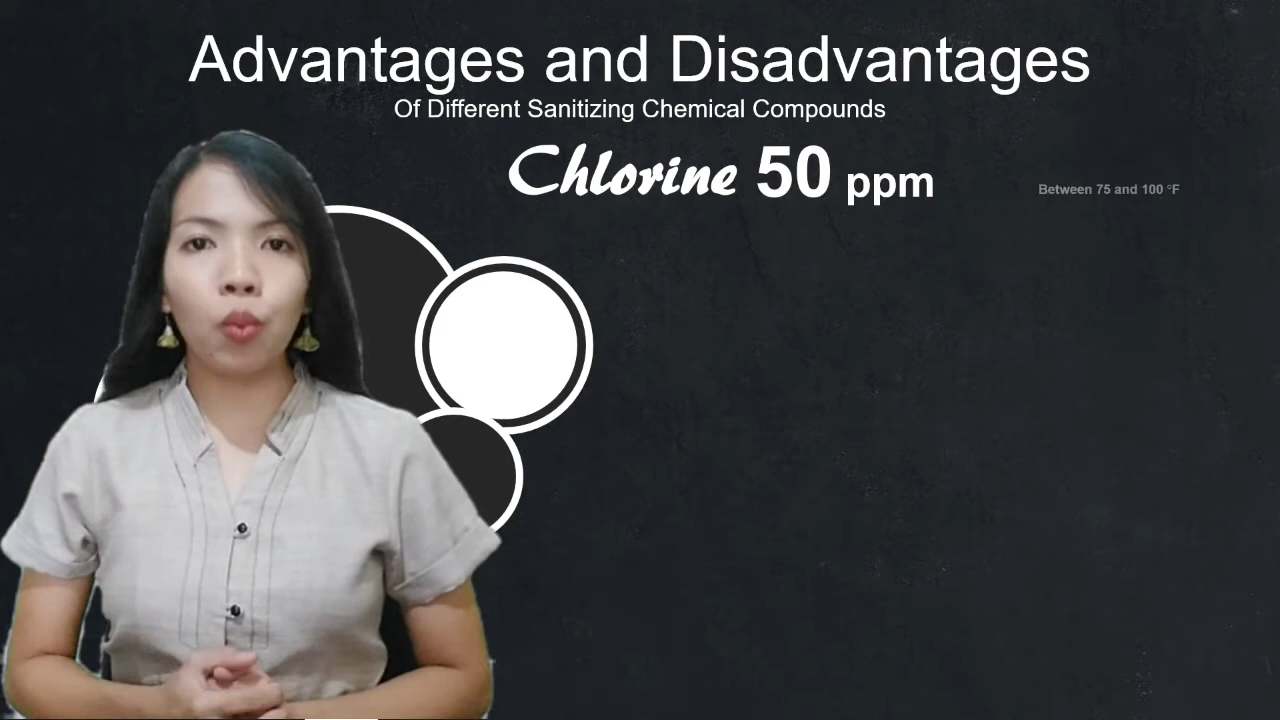 Advantages and Disadvantages
Of Different Sanitizing Chemical Compounds
Chlorine 50 ppm
Between 75 and 100 °F